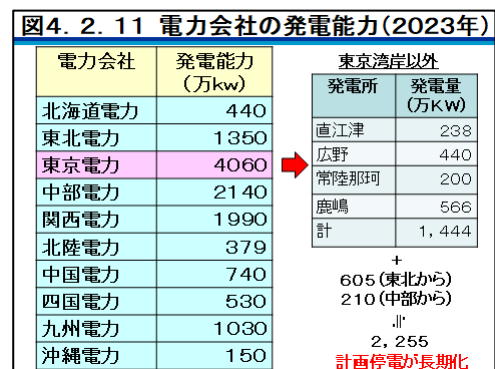 図4.2.11 電力会社の発電能力(2023年)
電力会社 発電能力(万kw)
北海道電力 440
東北電力 1350
東京電力 4060
中部電力 2140
関西電力 1990
北陸電力 379
中国電力 740
四国電力 530
九州電力 1030
沖縄電力 150
東京湾岸以外
発電所 発電量(万KW)
直江津 238
広野 440
常陸那珂 200
鹿嶋 566
計 1,444
+
605(東北から)
210(中部から)
〢
2,255
計画停電が長期化